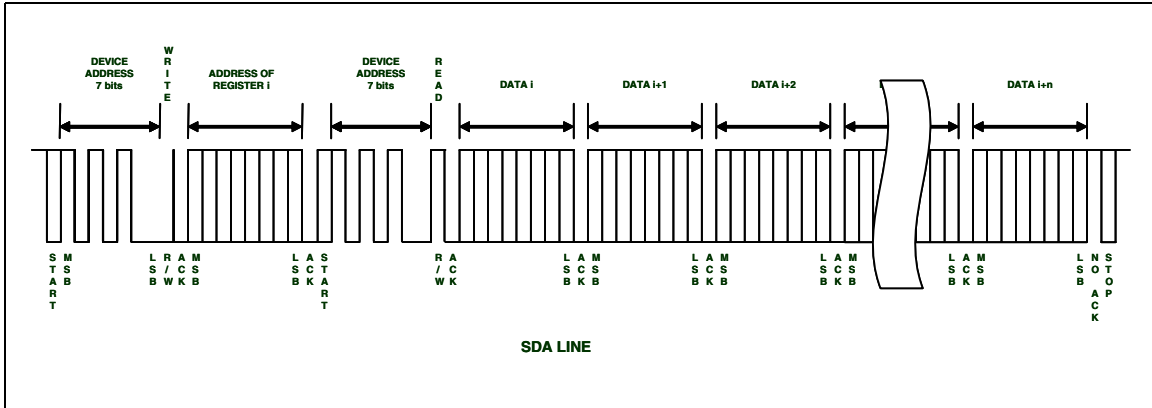 DEVICE
ADDRESS
7 bits
WRITE
ADDRESS OF
REGISTER i
DEVICE
ADDRESS
7 bits
READ
DATA i
DATA i+1
DATA i+2
DATA i+n
START
MSB
LSB
R/W
ACK
MSB
LSB
ACK
START
R/W
ACK
LSB
ACK
MSB
LSB
ACK
MSB
LSB
ACK
MSB
LSB
ACK
MSB
LSB
NO ACK
STOP
SDA LINE